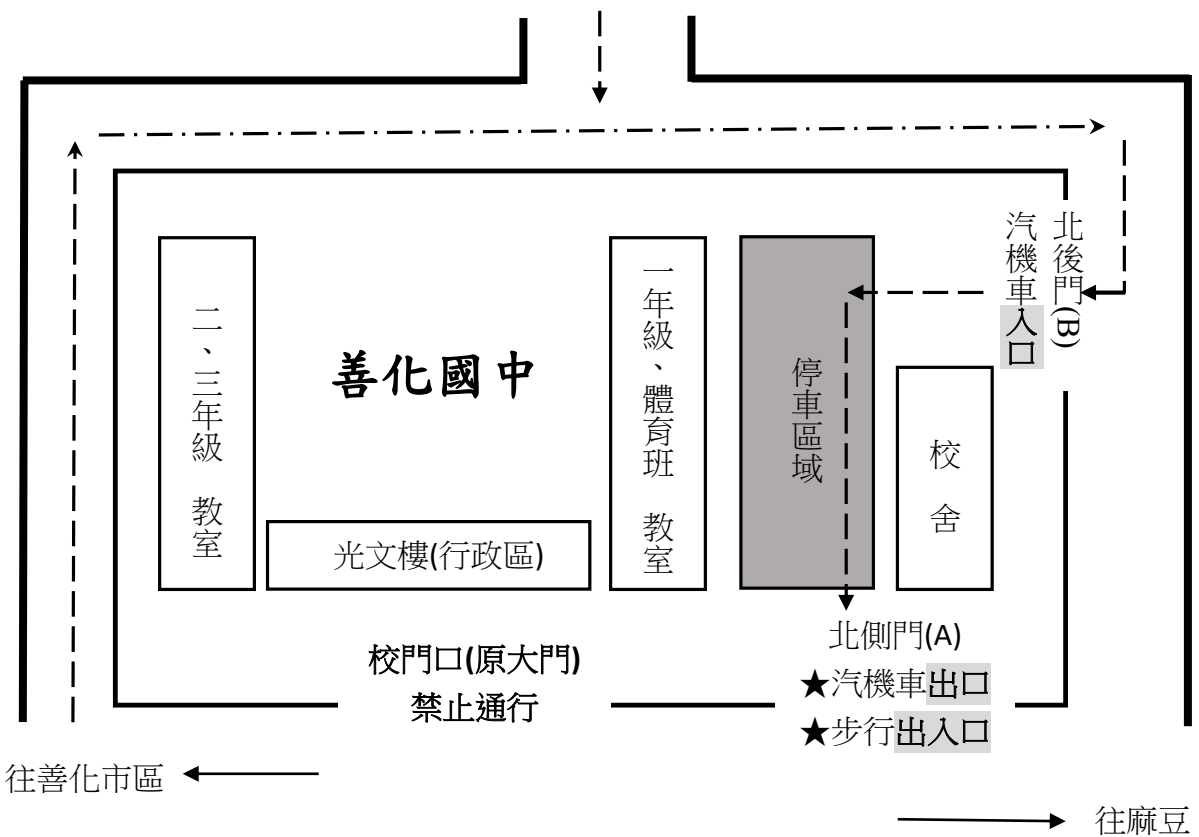 北後門(B)
汽機車入口
二、三年級 教室
善化國中
一年級、體育班 教室
停車區域
校舍
光文樓(行政區)
北側門(A)
★汽機車出口
★步行出入口
校門口(原大門)
禁止通行
往善化市區
往麻豆